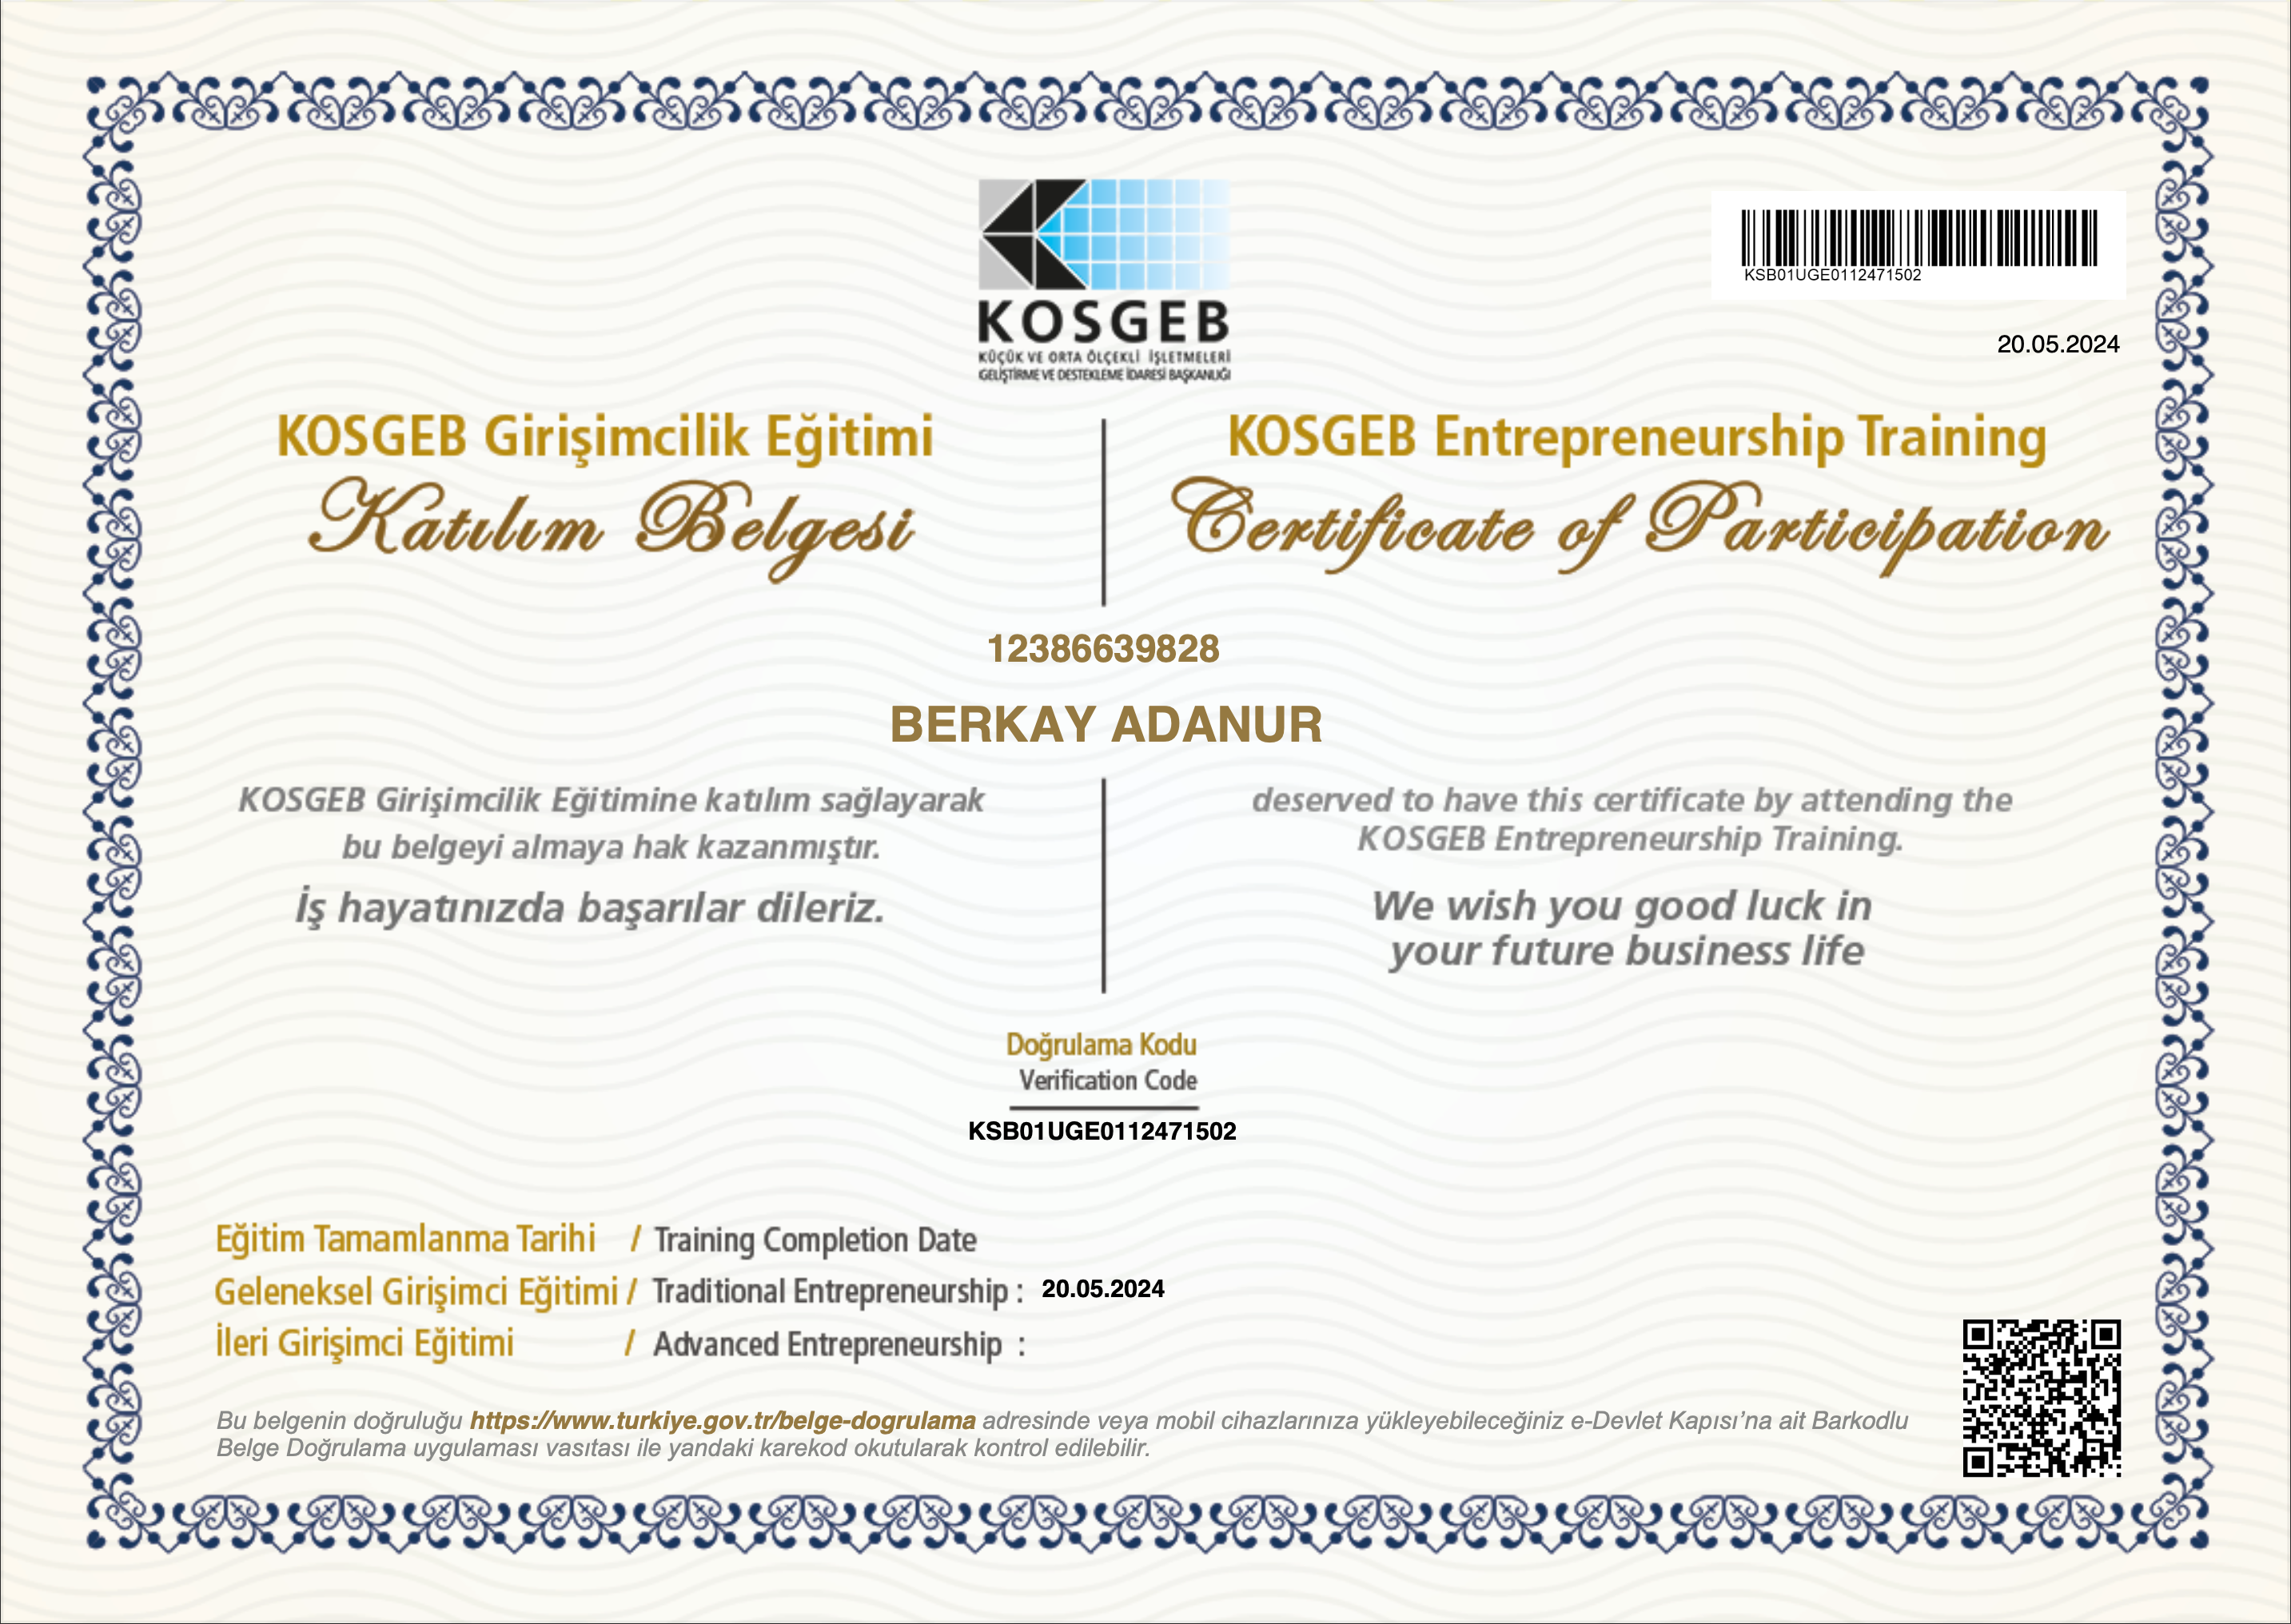 KSB01UGE0112471502
20.05.2024
KOSGEB
KÜÇÜK VE ORTA ÖLÇEKLİ İŞLETMELERİ
GELİŞTİRME VE DESTEKLEME İDARESİ BAŞKANLIĞI
KOSGEB Girişimcilik Eğitimi
Katılım Belgesi
KOSGEB Entrepreneurship Training
Certificate of Participation
12386639828
BERKAY ADANUR
KOSGEB Girişimcilik Eğitimine katılım sağlayarak
bu belgeyi almaya hak kazanmıştır.
İş hayatınızda başarılar dileriz.
deserved to have this certificate by attending the
KOSGEB Entrepreneurship Training.
We wish you good luck in
your future business life
Doğrulama Kodu
Verification Code
KSB01UGE0112471502
Eğitim Tamamlanma Tarihi / Training Completion Date
Geleneksel Girişimci Eğitimi / Traditional Entrepreneurship : 20.05.2024
İleri Girişimci Eğitimi / Advanced Entrepreneurship :
Bu belgenin doğruluğu https://www.turkiye.gov.tr/belge-dogrulama adresinde veya mobil cihazlarınıza yükleyebileceğiniz e-Devlet Kapısı’na ait Barkodlu
Belge Doğrulama uygulaması vasıtası ile yandaki karekod okutularak kontrol edilebilir.